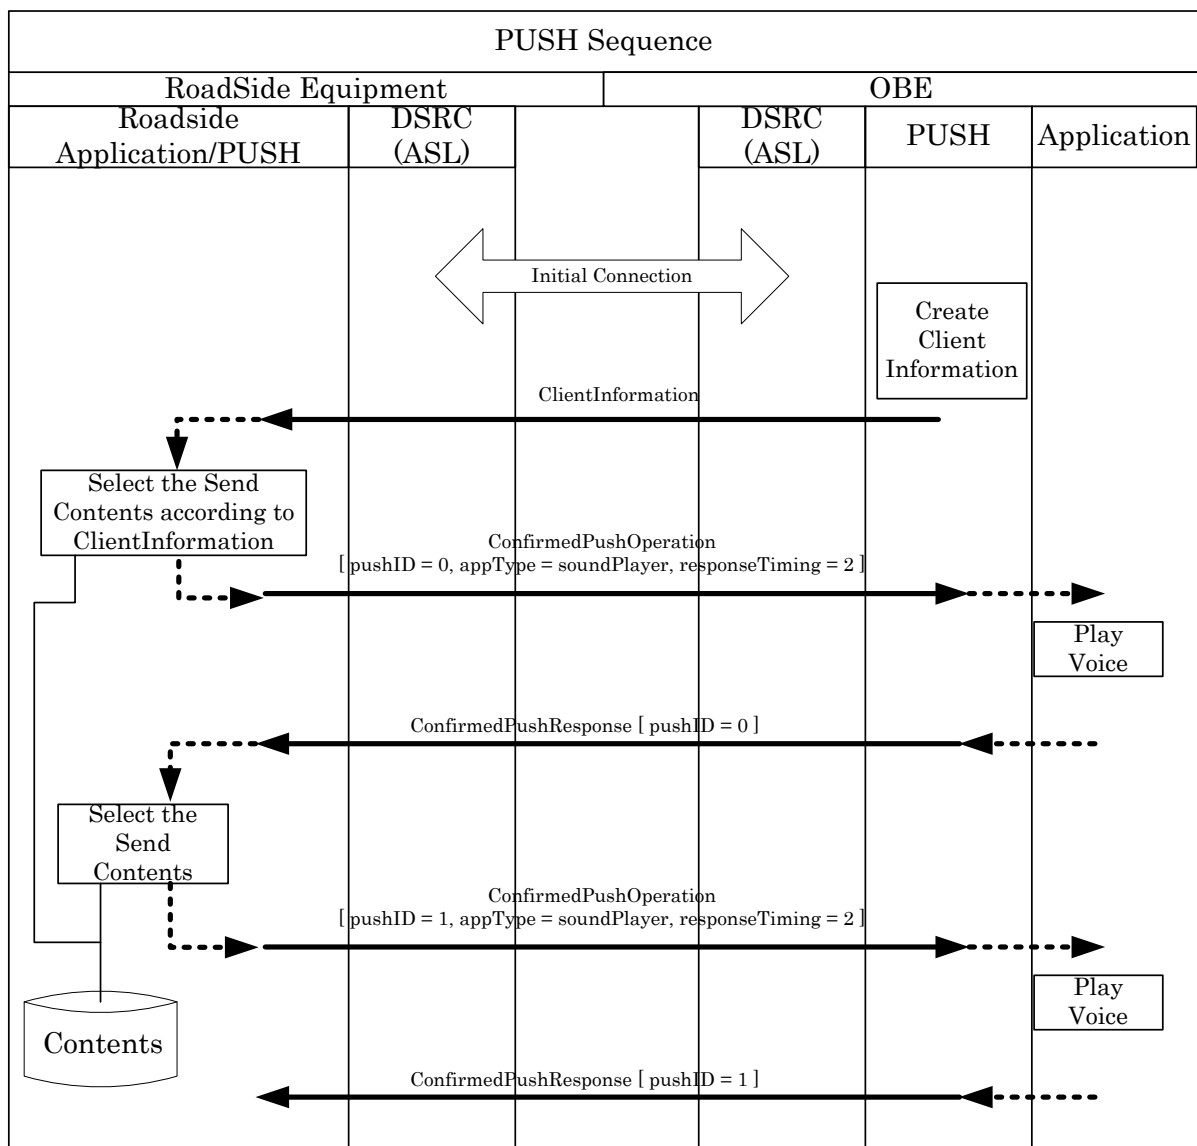 PUSH Sequence
RoadSide Equipment
OBE
Roadside
Application/PUSH
DSRC
(ASL)
DSRC
(ASL)
PUSH
Application
Initial Connection
Create
Client
Information
ClientInformation
Select the Send
Contents according to
ClientInformation
ConfirmedPushOperation
[ pushID = 0, appType = soundPlayer, responseTiming = 2 ]
Play
Voice
ConfirmedPushResponse [ pushID = 0 ]
Select the
Send
Contents
ConfirmedPushOperation
[ pushID = 1, appType = soundPlayer, responseTiming = 2 ]
Play
Voice
Contents
ConfirmedPushResponse [ pushID = 1 ]